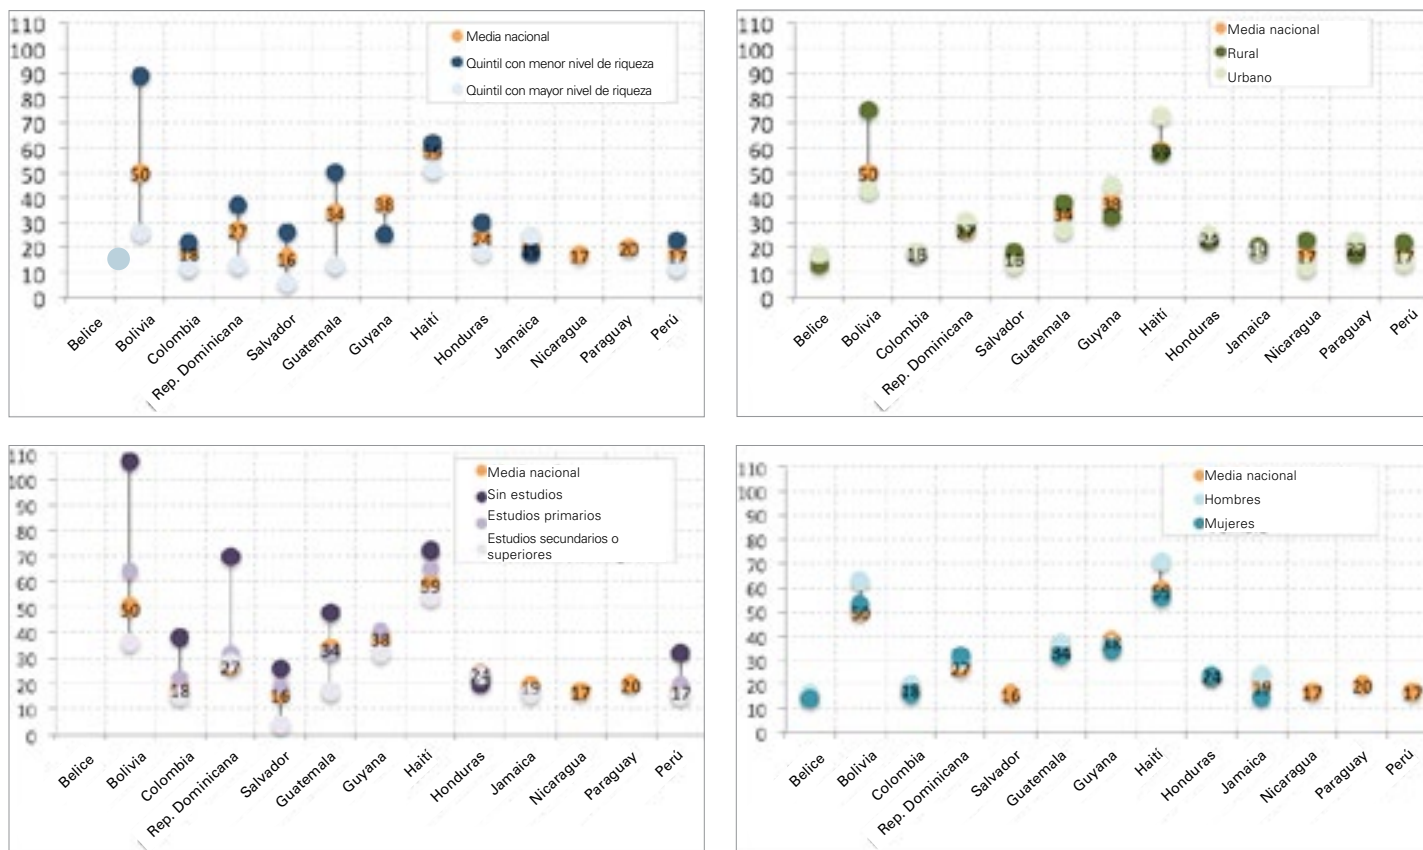 110
100
90
80
70
60
50
40
30
20
10
0
Media nacional
Quintil con menor nivel de riqueza
Quintil con mayor nivel de riqueza
50
18
27
16
34
38
24
17
20
17
Belice
Bolivia
Colombia
Rep. Dominicana
Salvador
Guatemala
Guyana
Haití
Honduras
Jamaica
Nicaragua
Paraguay
Perú
110
100
90
80
70
60
50
40
30
20
10
0
Media nacional
Rural
Urbano
50
18
34
38
24
19
17
17
Belice
Bolivia
Colombia
Rep. Dominicana
Salvador
Guatemala
Guyana
Haití
Honduras
Jamaica
Nicaragua
Paraguay
Perú
110
100
90
80
70
60
50
40
30
20
10
0
Media nacional
Sin estudios
Estudios primarios
Estudios secundarios o
superiores
50
18
27
16
34
38
59
24
19
17
20
17
Belice
Bolivia
Colombia
Rep. Dominicana
Salvador
Guatemala
Guyana
Haití
Honduras
Jamaica
Nicaragua
Paraguay
Perú
110
100
90
80
70
60
50
40
30
20
10
0
Media nacional
Hombres
Mujeres
27
16
34
24
19
17
20
17
Belice
Bolivia
Colombia
Rep. Dominicana
Salvador
Guatemala
Guyana
Haití
Honduras
Jamaica
Nicaragua
Paraguay
Perú